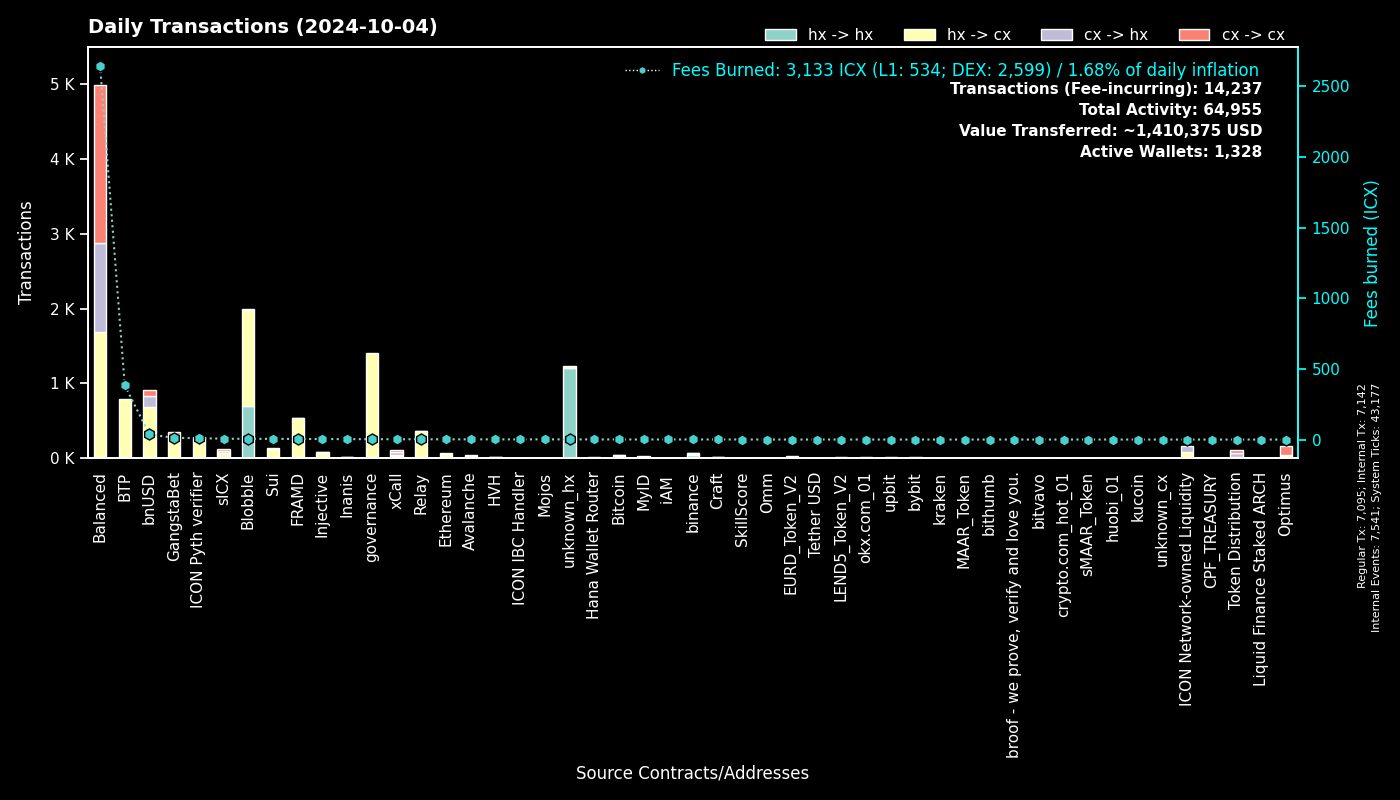 Daily Transactions (2024-10-04)
hx -> hx
hx -> cx
cx -> hx
cx -> cx
Fees Burned: 3,133 ICX (L1: 534; DEX: 2,599) / 1.68% of daily inflation
Transactions (Fee-incurring): 14,237
Total Activity: 64,955
Value Transferred: ~1,410,375 USD
Active Wallets: 1,328
Transactions
5 K
4 K
3 K
2 K
1 K
0 K
2500
2000
1500
1000
500
0
Fees burned (ICX)
Balanced
BTP
bnUSD
GangstaBet
ICON Pyth verifier
sICX
Blobble
Sui
FRAMD
Injective
Inanis
governance
xCall
Relay
Ethereum
Avalanche
HVH
ICON IBC Handler
Mojos
unknown_hx
Hana Wallet Router
Bitcoin
MyID
iAM
binance
Craft
SkillScore
Omm
EURD_Token_V2
Tether USD
LEND5_Token_V2
okx.com_01
upbit
bybit
kraken
MAAR_Token
bithumb
broof - we prove, verify and love you.
bitvavo
crypto.com_hot_01
sMAAR_Token
huobi_01
kucoin
unknown_cx
ICON Network-owned Liquidity
CPF_TREASURY
Token Distribution
Liquid Finance Staked ARCH
Optimus
Source Contracts/Addresses
Regular Tx: 7,095; Internal Tx: 7,142
Internal Events: 7,541; System Ticks: 43,177